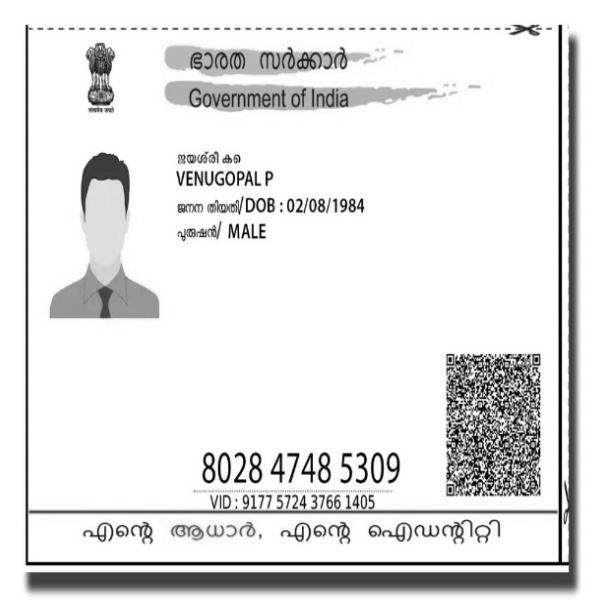 ഭാരത സർക്കാർ
Government of India
ജയശ്രീ കെ
VENUGOPAL P
ജനന തിയതി/DOB : 02/08/1984
പുരുഷൻ/ MALE
8028 4748 5309
VID : 9177 5724 3766 1405
എന്റെ ആധാർ, എന്റെ ഐഡന്റിറ്റി